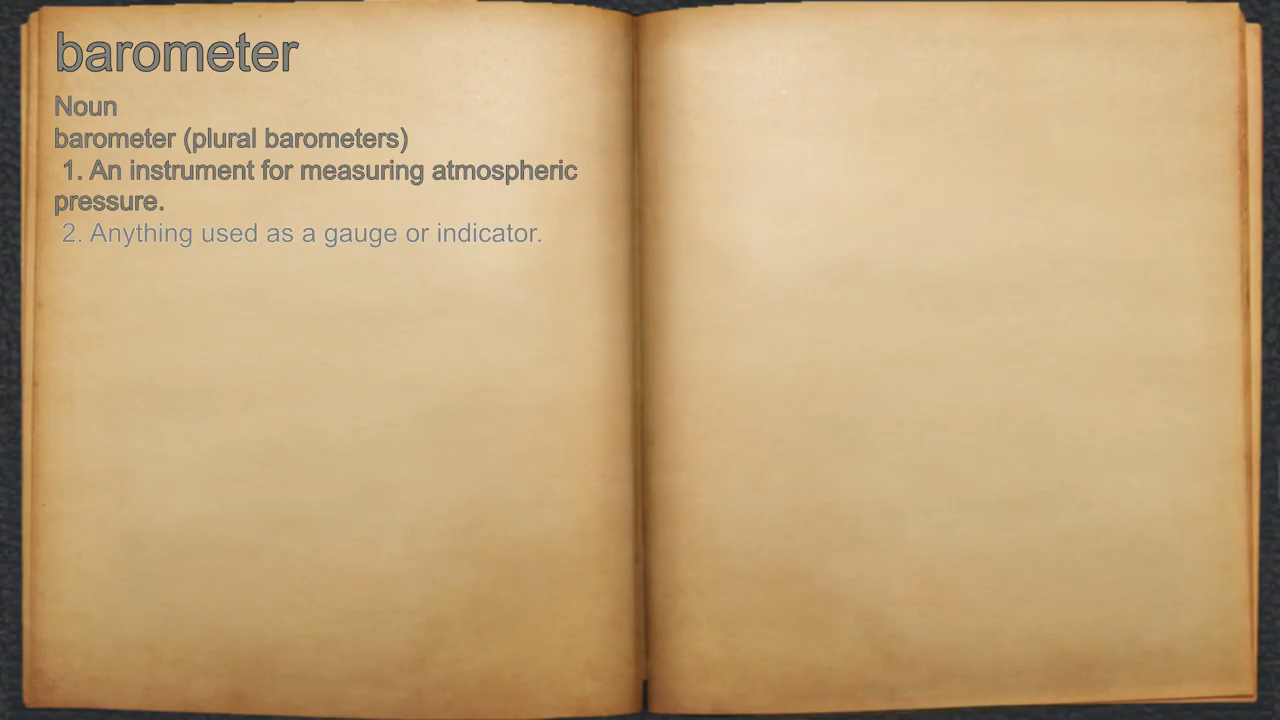 barometer
Noun
barometer (plural barometers)
1. An instrument for measuring atmospheric
pressure.
2. Anything used as a gauge or indicator.